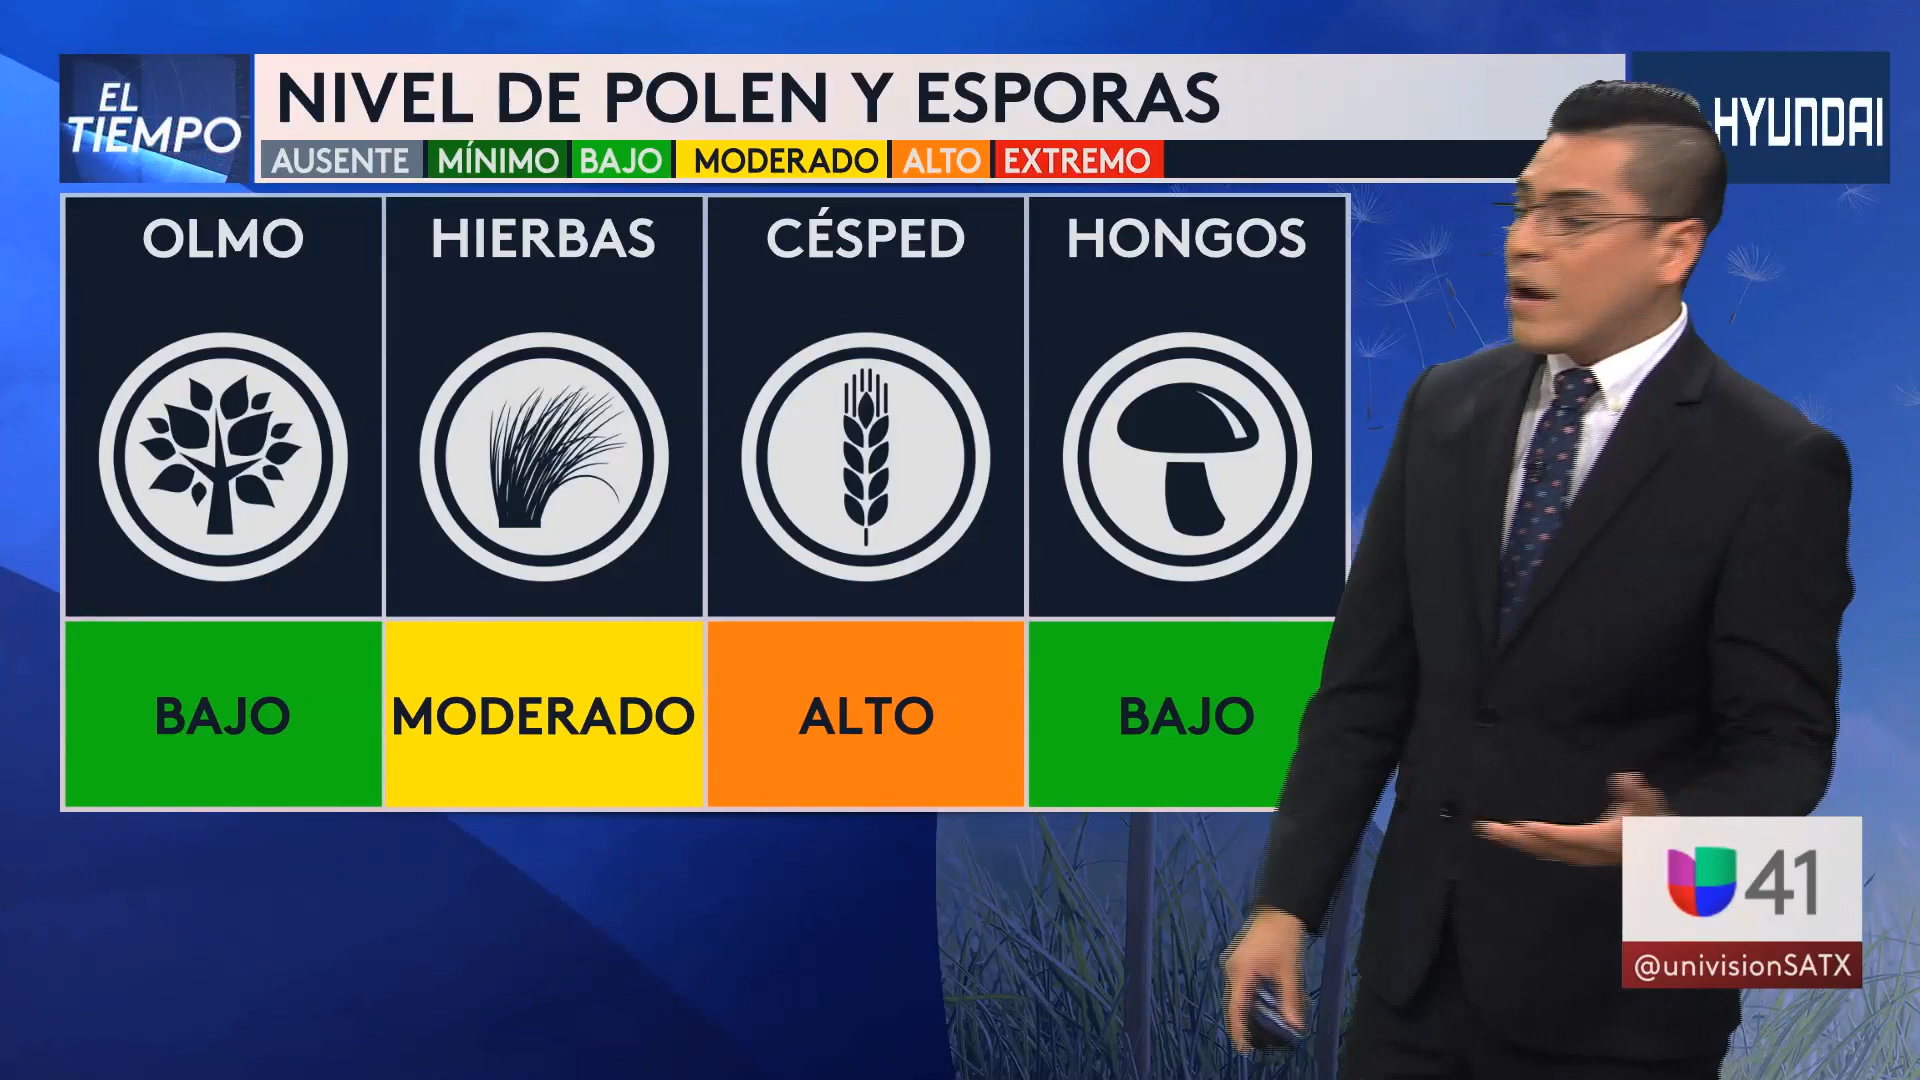 EL
TIEMPO
NIVEL DE POLEN Y ESPORAS
HYUNDAI
AUSENTE MÍNIMO BAJO MODERADO ALTO EXTREMO
OLMO HIERBAS CÉSPED HONGOS
BAJO MODERADO ALTO BAJO
41
@univisionSATX